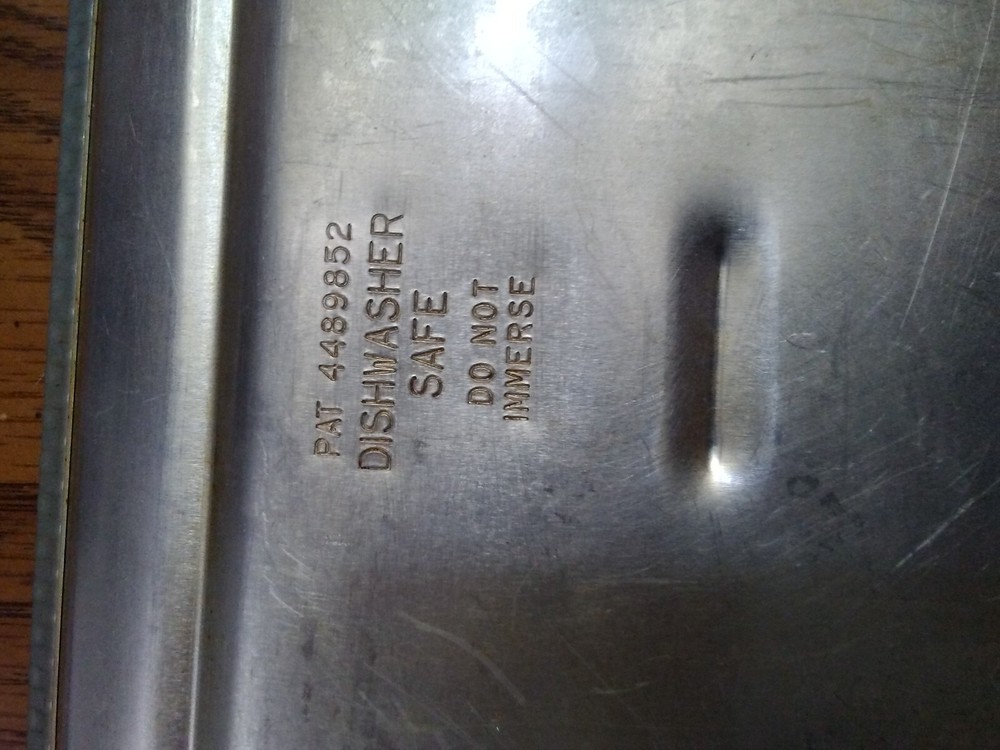 PAT 4489852
DISHWASHER
SAFE
DO NOT
IMMERSE